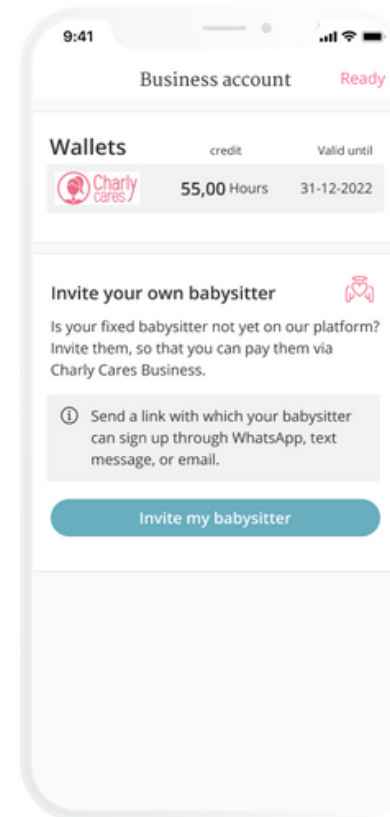 9:41
Business account Ready
Wallets credit Valid until
Charly
cares
55,00 Hours 31-12-2022
Invite your own babysitter
Is your fixed babysitter not yet on our platform?
Invite them, so that you can pay them via
Charly Cares Business.
Send a link with which your babysitter
can sign up through WhatsApp, text
message, or email.
Invite my babysitter